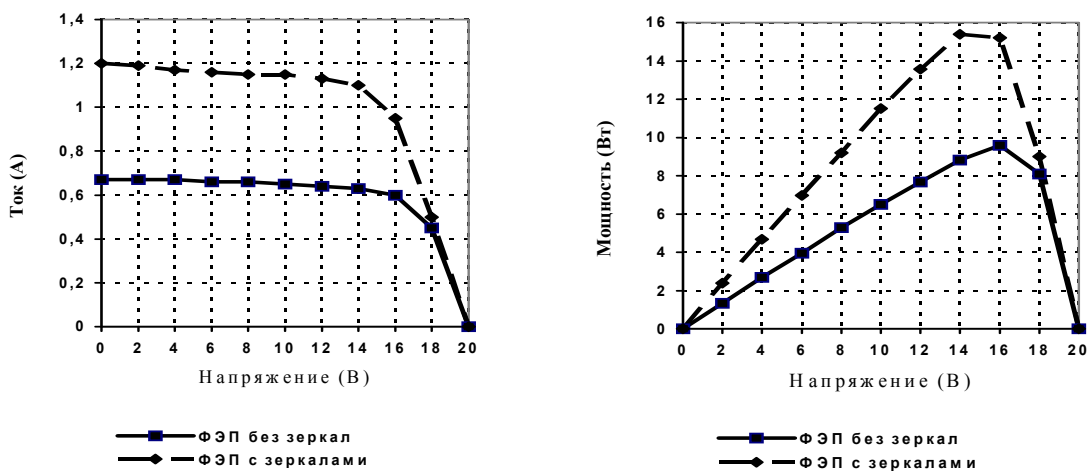 1,4
1,2
1
0,8
0,6
0,4
0,2
0
0 2 4 6 8 10 12 14 16 18 20
Ток (А)
Напряжение (В)
ФЭП без зеркал
ФЭП с зеркалами
16
14
12
10
8
6
4
2
0
0 2 4 6 8 10 12 14 16 18 20
Мощность (Вт)
Напряжение (В)
ФЭП без зеркал
ФЭП с зеркалами